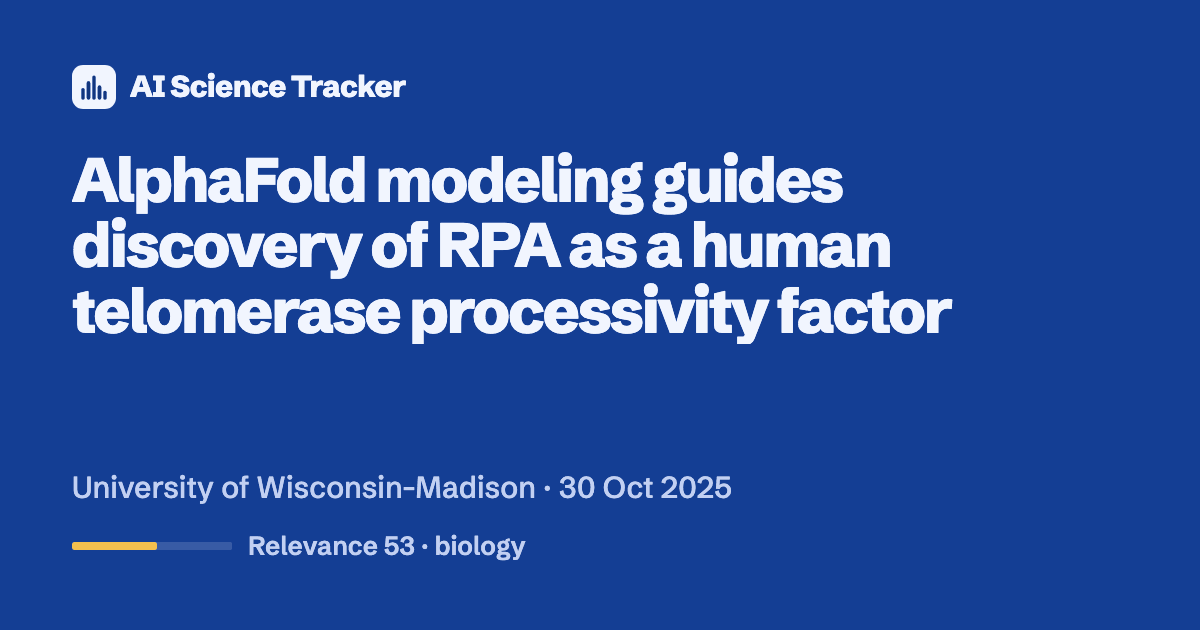 AI Science Tracker
AlphaFold modeling guides
discovery of RPA as a human
telomerase processivity factor
University of Wisconsin-Madison · 30 Oct 2025
Relevance 53 · biology